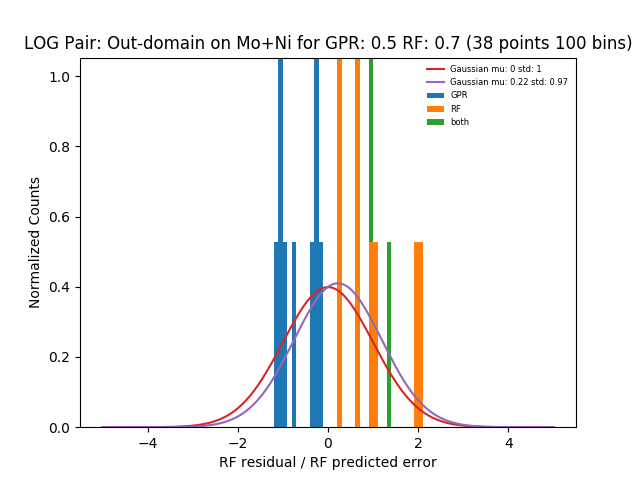 LOG Pair: Out-domain on Mo+Ni for GPR: 0.5 RF: 0.7 (38 points 100 bins)
Gaussian mu: 0 std: 1
Gaussian mu: 0.22 std: 0.97
GPR
RF
both
Normalized Counts
1.0
0.8
0.6
0.4
0.2
0.0
−4 −2 0 2 4
RF residual / RF predicted error